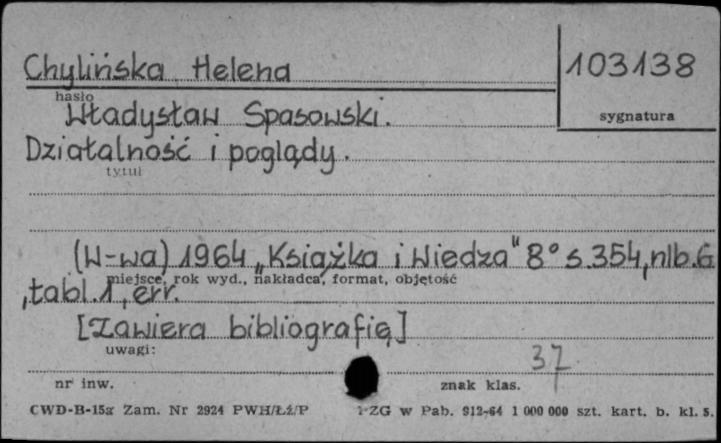 Chylińska Helena
103138
hasło
sygnatura
Władysław Spasowski.
Działalność i poglądy.
tytuł
(W-wa) 1964 „Książka i Wiedza" 8° s. 354, nlb. 6
miejsce, rok wyd., nakładca, format, objętość
, tabl. 1, err.
[Zawiera bibliografię]
uwagi:
37
nr inw.
znak klas.
CWD-B-15a Zam. Nr 2924 PWH/Łź/P
PZG w Pab. 912-64 1 000 000 szt. kart. b. kl. 5.